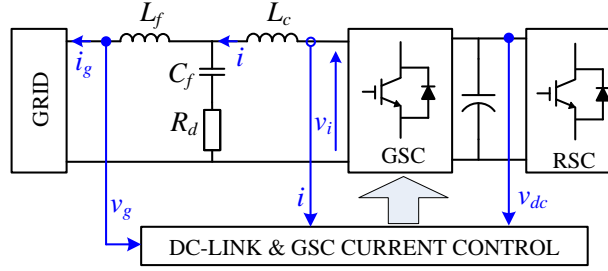 L_f
L_c
i_g
i
C_f
GRID
R_d
v_i
GSC
RSC
v_g
i
v_dc
DC-LINK & GSC CURRENT CONTROL